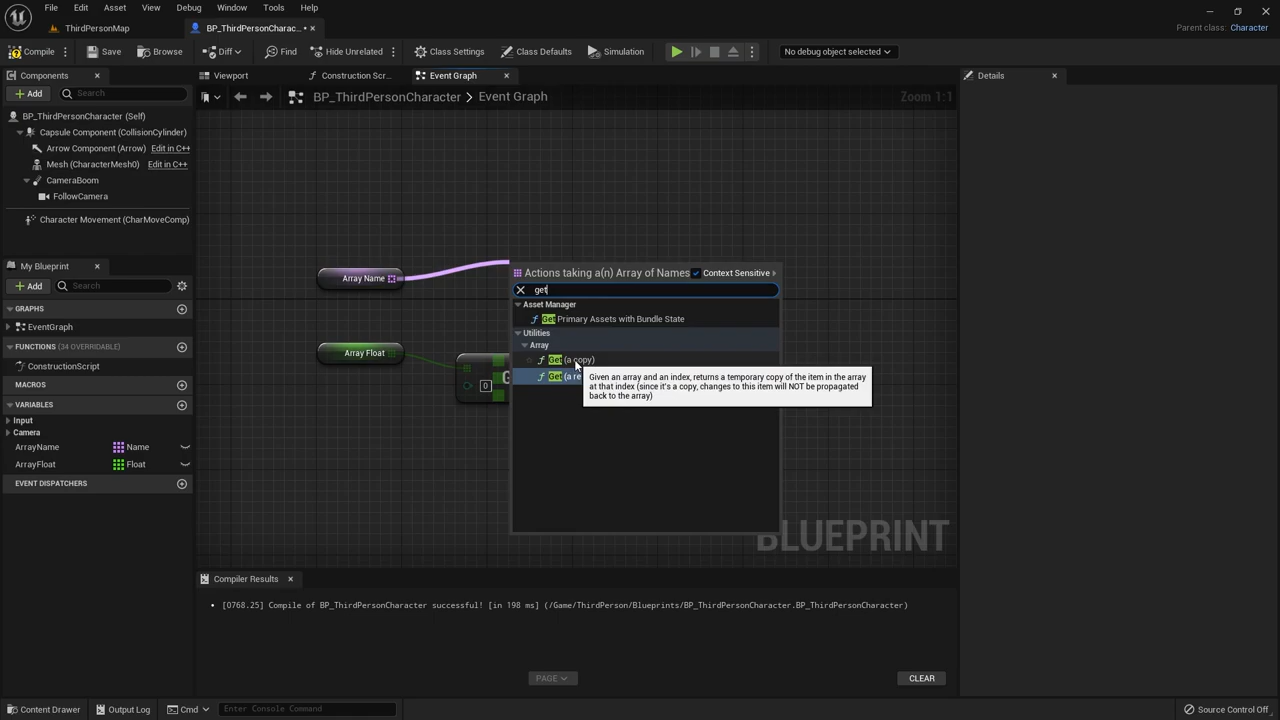 File Edit Asset View Debug Window Tools Help
ThirdPersonMap
BP_ThirdPersonCharac...
Parent class: Character
Compile
Save
Browse
Diff
Find
Hide Unrelated
Class Settings
Class Defaults
Simulation
No debug object selected
Components
Viewport
Construction Scr...
Event Graph
Details
Add
Search
BP_ThirdPersonCharacter > Event Graph
Zoom 1:1
BP_ThirdPersonCharacter (Self)
Capsule Component (CollisionCylinder)
Arrow Component (Arrow) Edit in C++
Mesh (CharacterMesh0) Edit in C++
CameraBoom
FollowCamera
Character Movement (CharMoveComp)
My Blueprint
Add
Search
GRAPHS
EventGraph
FUNCTIONS (34 OVERRIDABLE)
ConstructionScript
MACROS
VARIABLES
Input
Camera
ArrayName Name
ArrayFloat Float
EVENT DISPATCHERS
Array Name
Array Float
0
Actions taking a(n) Array of Names
Context Sensitive
get
Asset Manager
Get Primary Assets with Bundle State
Utilities
Array
Get (a copy)
Get (a
Given an array and an index, returns a temporary copy of the item in the array
at that index (since it's a copy, changes to this item will NOT be propagated
back to the array)
BLUEPRINT
Compiler Results
[0768.25] Compile of BP_ThirdPersonCharacter successful! [in 198 ms] (/Game/ThirdPerson/Blueprints/BP_ThirdPersonCharacter.BP_ThirdPersonCharacter)
PAGE
CLEAR
Content Drawer
Output Log
Cmd
Enter Console Command
Source Control Off